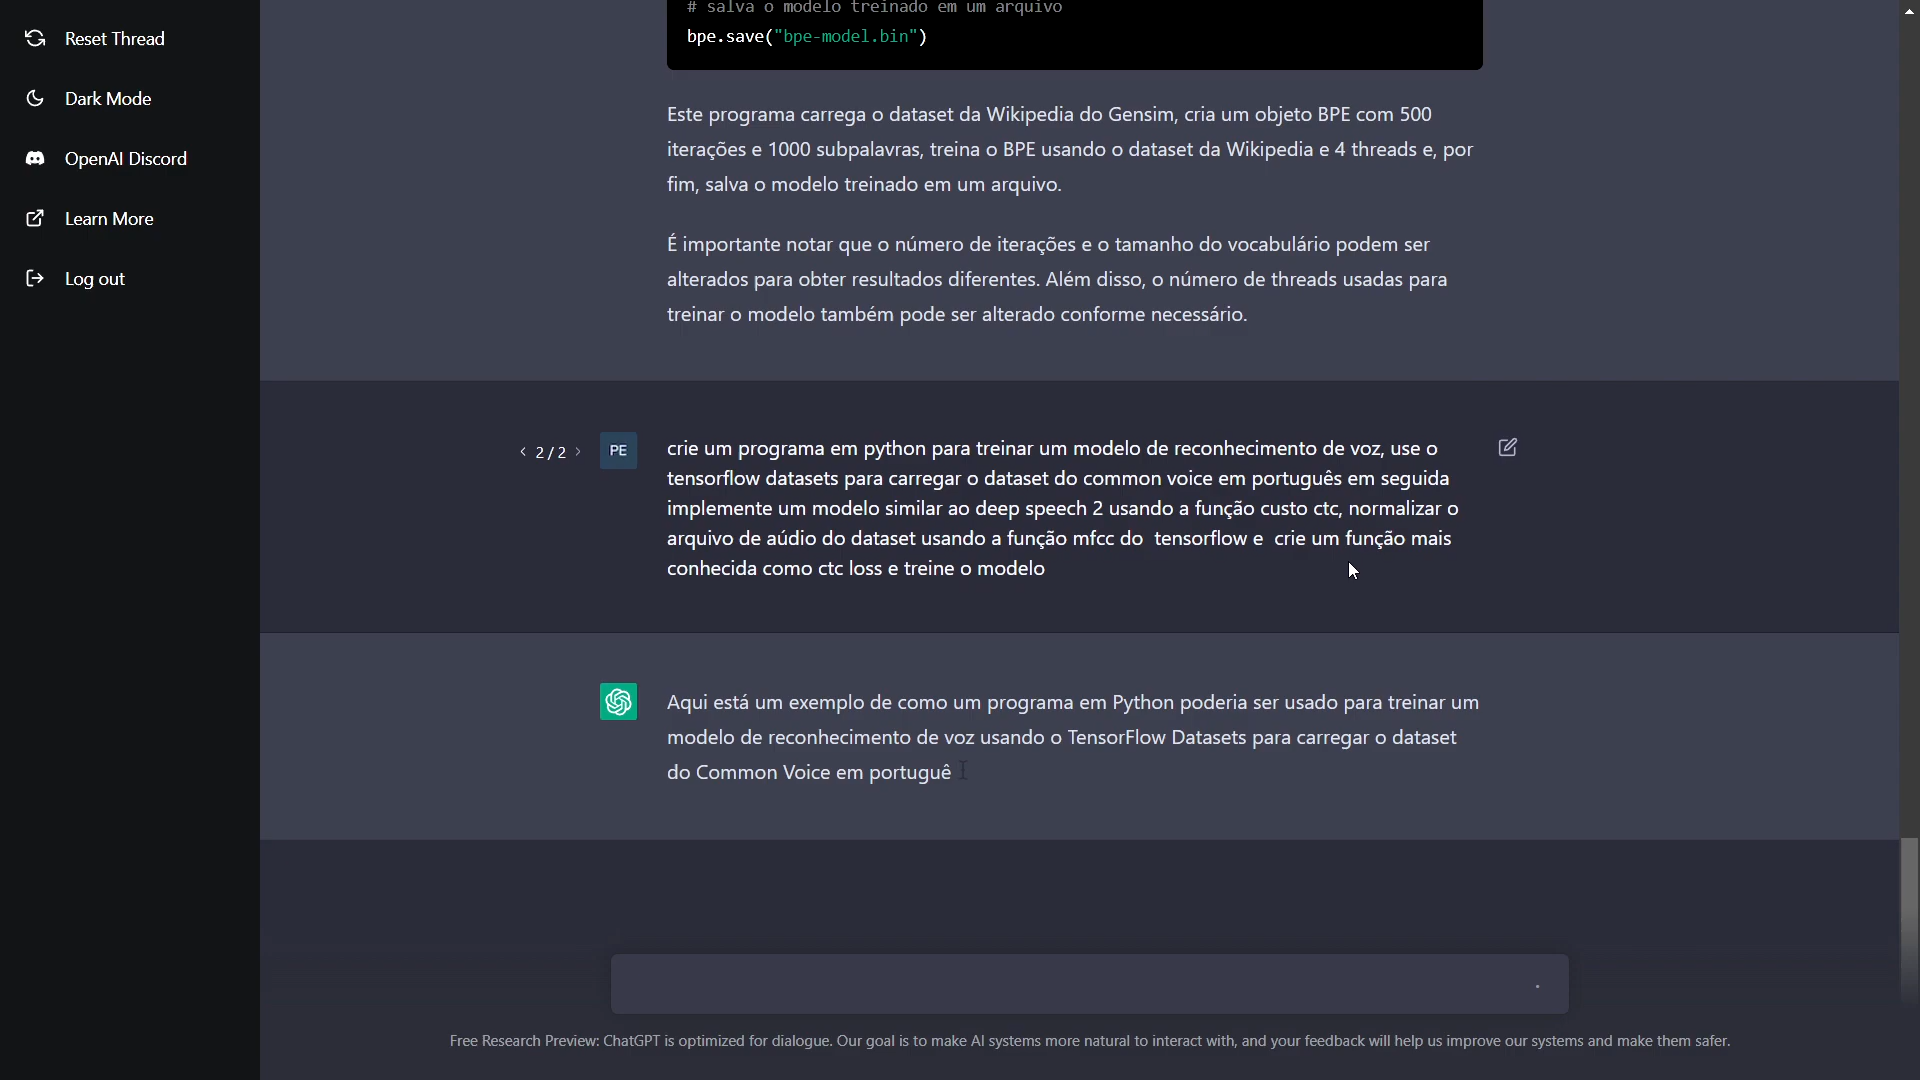 Reset Thread
Dark Mode
OpenAI Discord
Learn More
Log out
# salva o modelo treinado em um arquivo
bpe.save("bpe-model.bin")
Este programa carrega o dataset da Wikipedia do Gensim, cria um objeto BPE com 500
iterações e 1000 subpalavras, treina o BPE usando o dataset da Wikipedia e 4 threads e, por
fim, salva o modelo treinado em um arquivo.
É importante notar que o número de iterações e o tamanho do vocabulário podem ser
alterados para obter resultados diferentes. Além disso, o número de threads usadas para
treinar o modelo também pode ser alterado conforme necessário.
< 2 / 2 >
PE
crie um programa em python para treinar um modelo de reconhecimento de voz, use o
tensorflow datasets para carregar o dataset do common voice em português em seguida
implemente um modelo similar ao deep speech 2 usando a função custo ctc, normalizar o
arquivo de aúdio do dataset usando a função mfcc do  tensorflow e  crie um função mais
conhecida como ctc loss e treine o modelo
Aqui está um exemplo de como um programa em Python poderia ser usado para treinar um
modelo de reconhecimento de voz usando o TensorFlow Datasets para carregar o dataset
do Common Voice em portuguê
Free Research Preview: ChatGPT is optimized for dialogue. Our goal is to make AI systems more natural to interact with, and your feedback will help us improve our systems and make them safer.